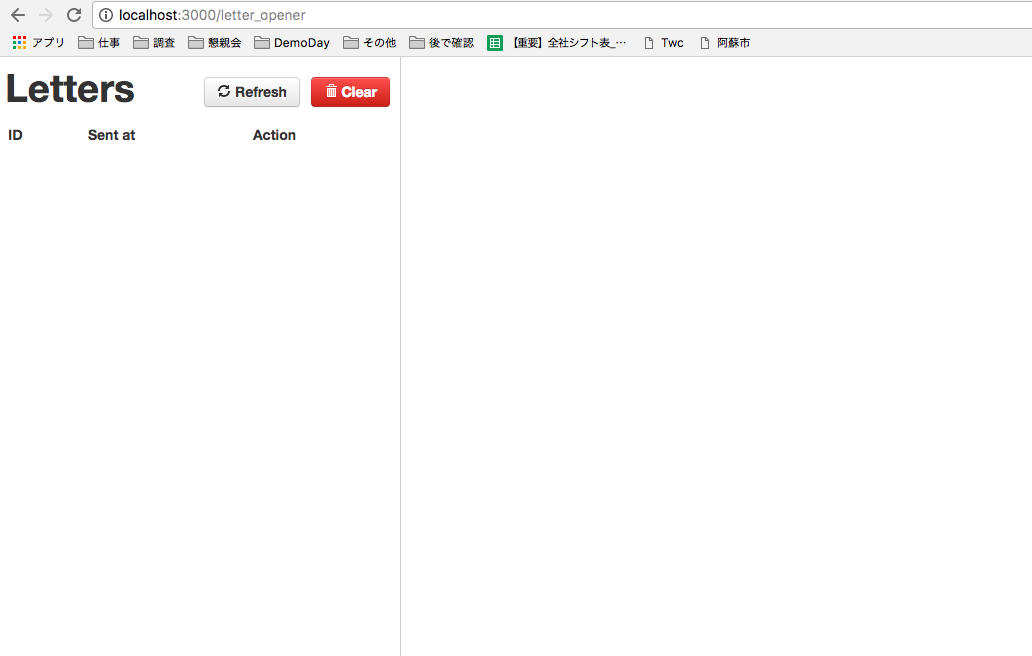 localhost:3000/letter_opener
アプリ 仕事 調査 懇親会 DemoDay その他 後で確認 【重要】全社シフト表_… Twc 阿蘇市
Letters Refresh Clear
ID Sent at Action